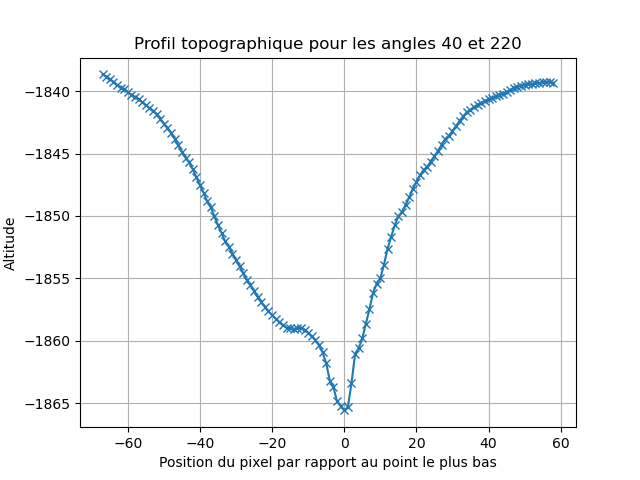 Profil topographique pour les angles 40 et 220
Altitude
−1840
−1845
−1850
−1855
−1860
−1865
−60 −40 −20 0 20 40 60
Position du pixel par rapport au point le plus bas